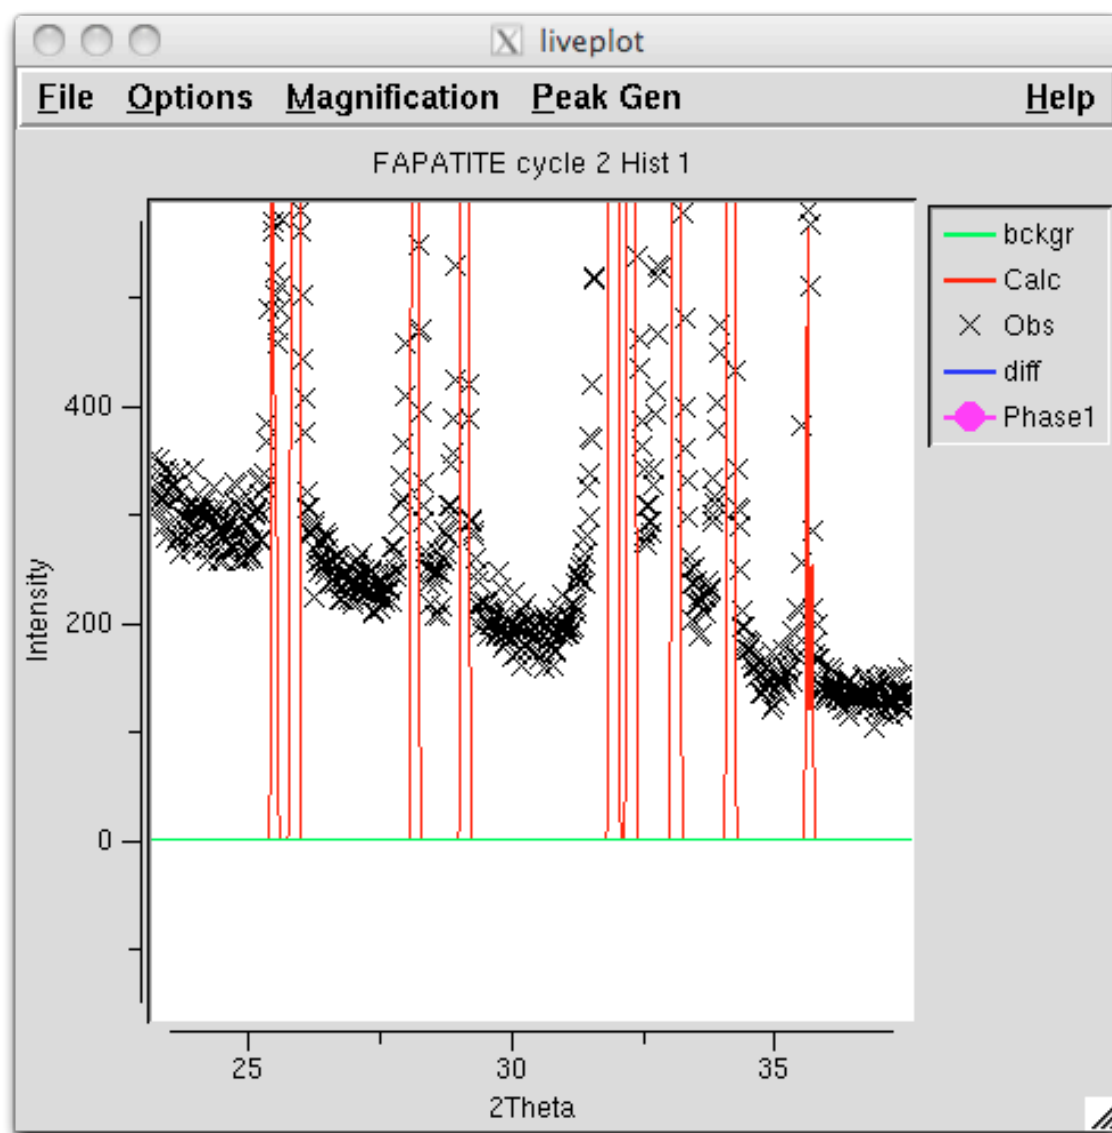 liveplot
File Options Magnification Peak Gen Help
FAPATITE cycle 2 Hist 1
bckgr
Calc
Obs
diff
Phase1
400
200
0
Intensity
25 30 35
2Theta